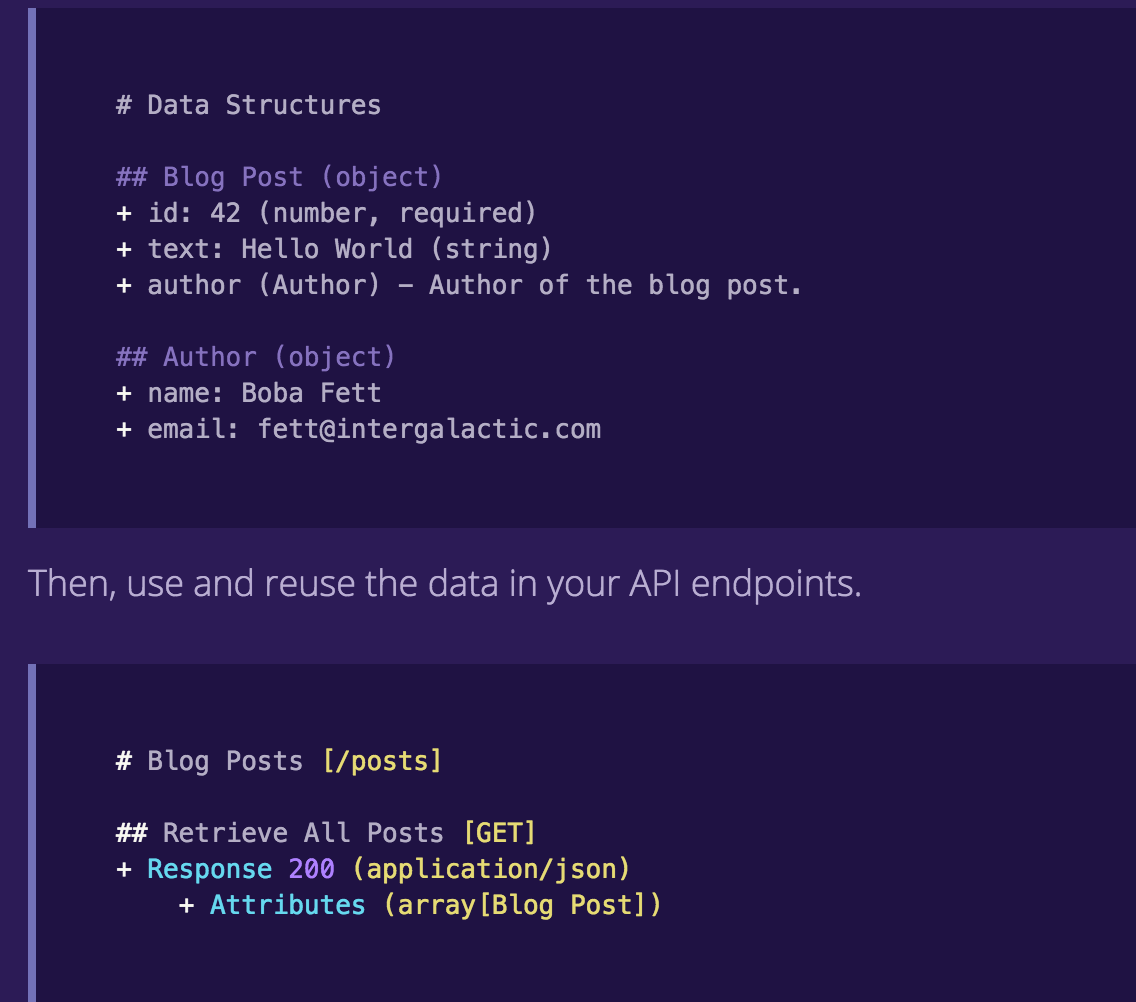 # Data Structures
## Blog Post (object)
+ id: 42 (number, required)
+ text: Hello World (string)
+ author (Author) - Author of the blog post.
## Author (object)
+ name: Boba Fett
+ email: fett@intergalactic.com
Then, use and reuse the data in your API endpoints.
# Blog Posts [/posts]
## Retrieve All Posts [GET]
+ Response 200 (application/json)
    + Attributes (array[Blog Post])